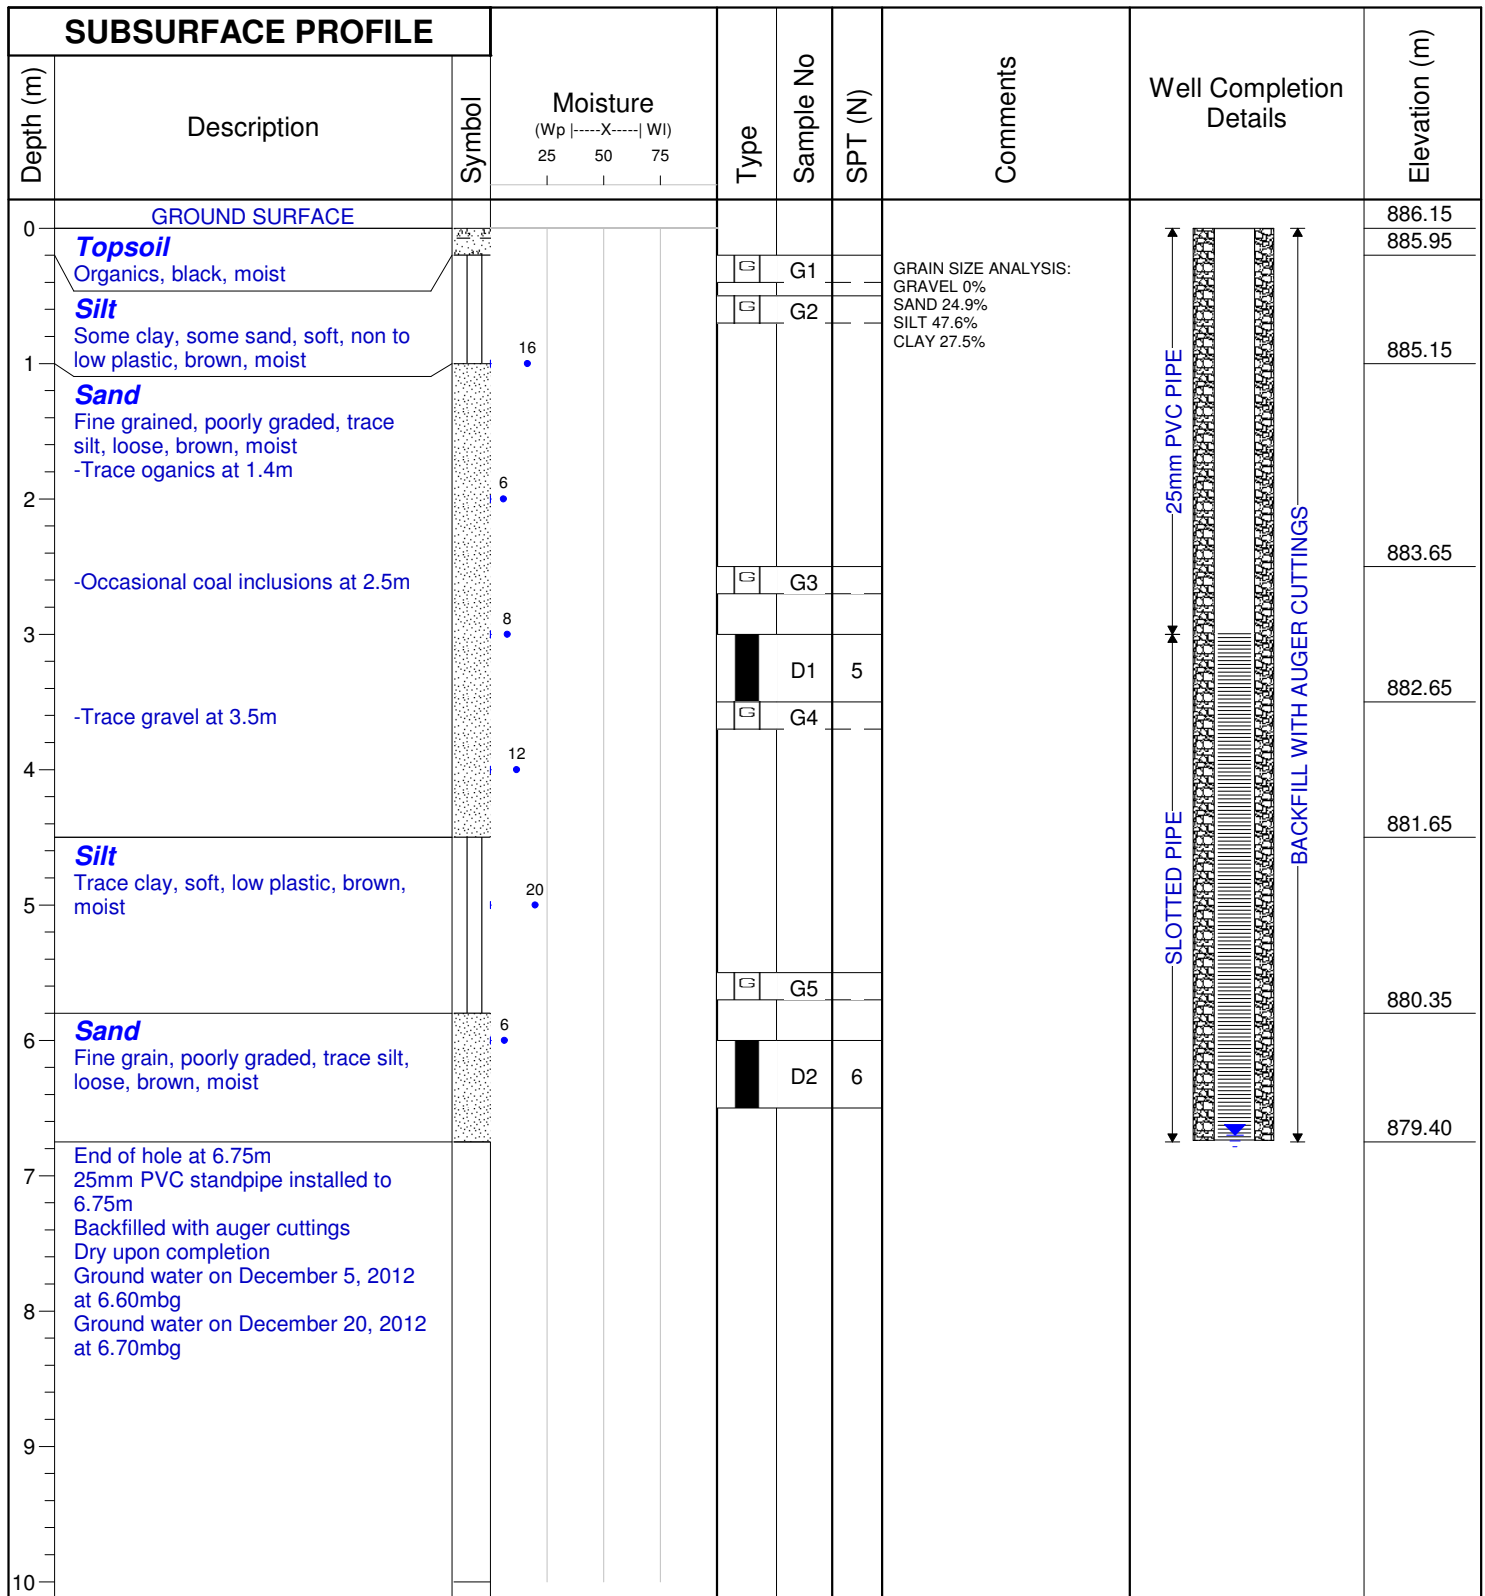 SUBSURFACE PROFILE
Depth (m)
Description
Symbol
Moisture
(Wp |-----X-----| Wl)
25 50 75
Type
Sample No
SPT (N)
Comments
Well Completion
Details
Elevation (m)
GROUND SURFACE
886.15
0
Topsoil
Organics, black, moist
885.95
G G1
GRAIN SIZE ANALYSIS:
GRAVEL 0%
SAND 24.9%
SILT 47.6%
CLAY 27.5%
Silt
Some clay, some sand, soft, non to
low plastic, brown, moist
G G2
16
1
885.15
Sand
Fine grained, poorly graded, trace
silt, loose, brown, moist
-Trace oganics at 1.4m
25mm PVC PIPE
6
2
-Occasional coal inclusions at 2.5m
G G3
883.65
BACKFILL WITH AUGER CUTTINGS
8
3
D1 5
882.65
-Trace gravel at 3.5m
G G4
12
4
SLOTTED PIPE
881.65
Silt
Trace clay, soft, low plastic, brown,
moist
20
5
G G5
880.35
Sand
Fine grain, poorly graded, trace silt,
loose, brown, moist
6
6
D2 6
879.40
End of hole at 6.75m
25mm PVC standpipe installed to
6.75m
Backfilled with auger cuttings
Dry upon completion
Ground water on December 5, 2012
at 6.60mbg
Ground water on December 20, 2012
at 6.70mbg
7
8
9
10